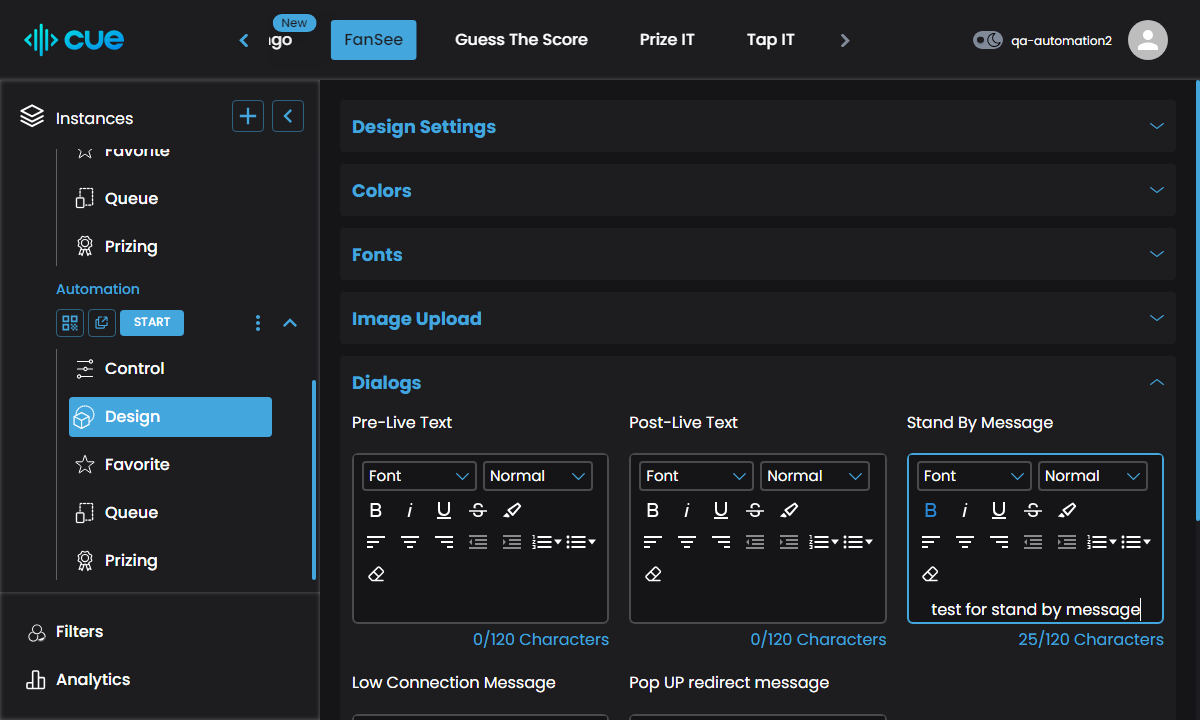 CUE
New
ngo
FanSee
Guess The Score
Prize IT
Tap IT
qa-automation2
Instances
Favorite
Queue
Prizing
Automation
START
Control
Design
Favorite
Queue
Prizing
Filters
Analytics
Design Settings
Colors
Fonts
Image Upload
Dialogs
Pre-Live Text
Post-Live Text
Stand By Message
Font
Normal
Font
Normal
Font
Normal
B i U S
B i U S
B i U S
test for stand by message
0/120 Characters
0/120 Characters
25/120 Characters
Low Connection Message
Pop UP redirect message